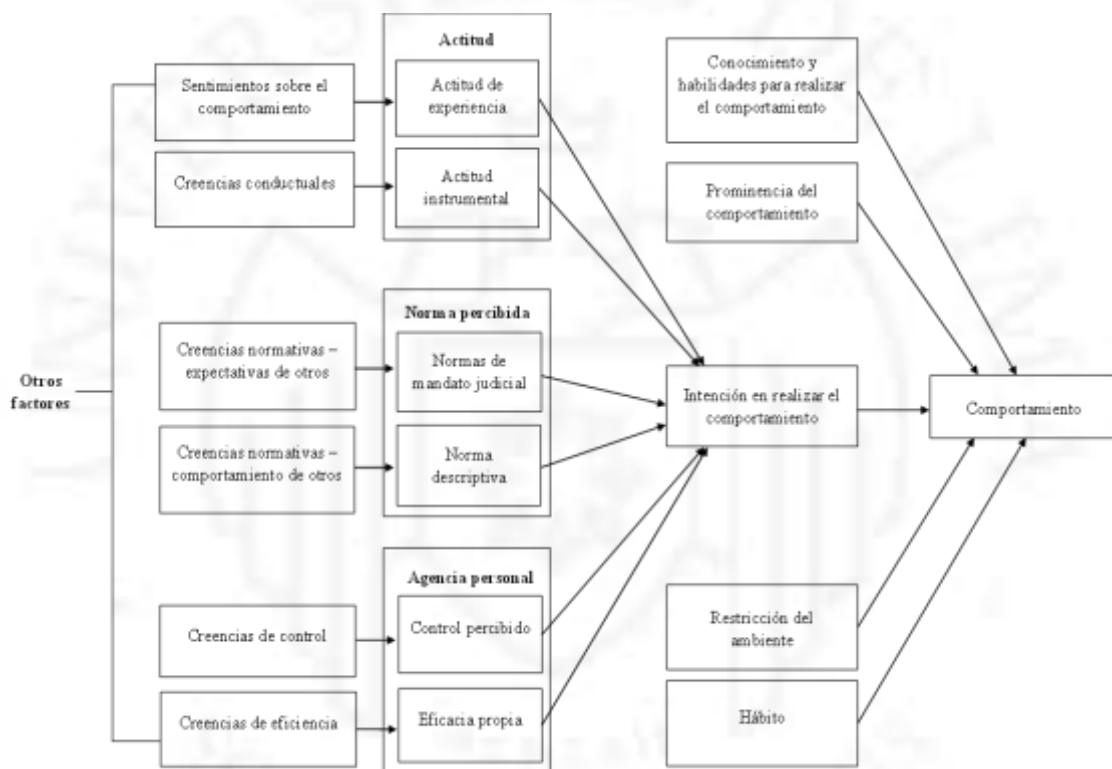 Otros
factores
Sentimientos sobre el
comportamiento
Creencias conductuales
Creencias normativas –
expectativas de otros
Creencias normativas –
comportamiento de otros
Creencias de control
Creencias de eficiencia
Actitud
Actitud de
experiencia
Actitud
instrumental
Norma percibida
Normas de
mandato judicial
Norma
descriptiva
Agencia personal
Control percibido
Eficacia propia
Conocimiento y
habilidades para realizar
el comportamiento
Prominencia del
comportamiento
Intención en realizar el
comportamiento
Restricción del
ambiente
Hábito
Comportamiento